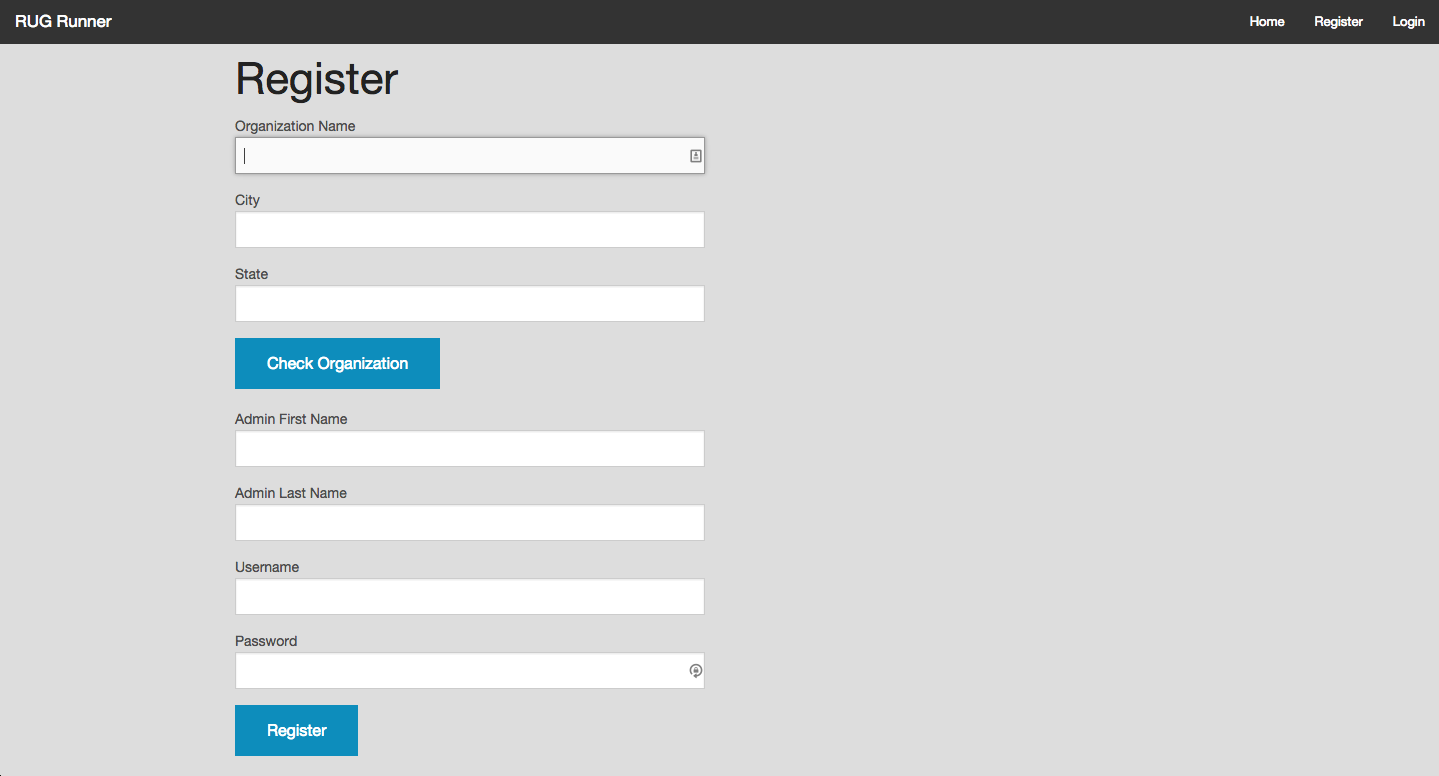 RUG Runner Home Register Login
Register
Organization Name
City
State
Check Organization
Admin First Name
Admin Last Name
Username
Password
Register